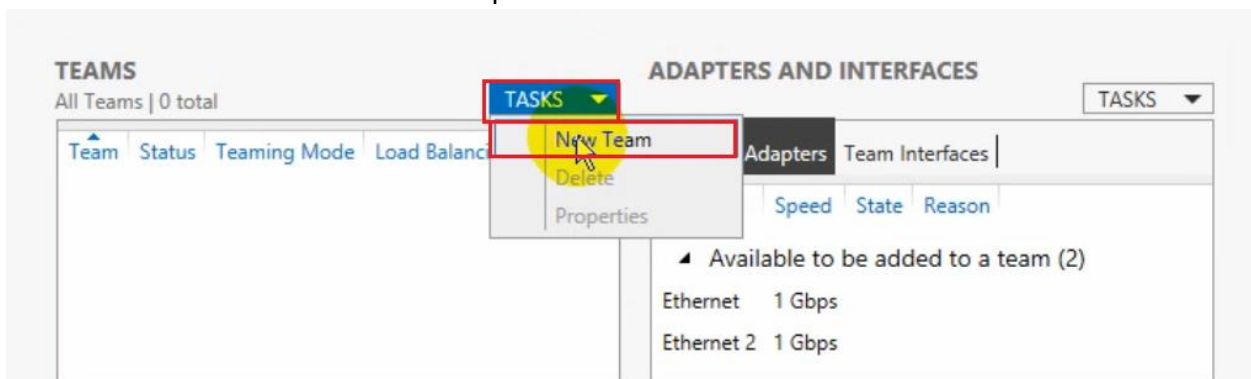 TEAMS
All Teams | 0 total
TASKS
Team Status Teaming Mode Load Balanci
New Team
Delete
Properties
ADAPTERS AND INTERFACES
TASKS
Adapters Team Interfaces
Speed State Reason
Available to be added to a team (2)
Ethernet 1 Gbps
Ethernet 2 1 Gbps